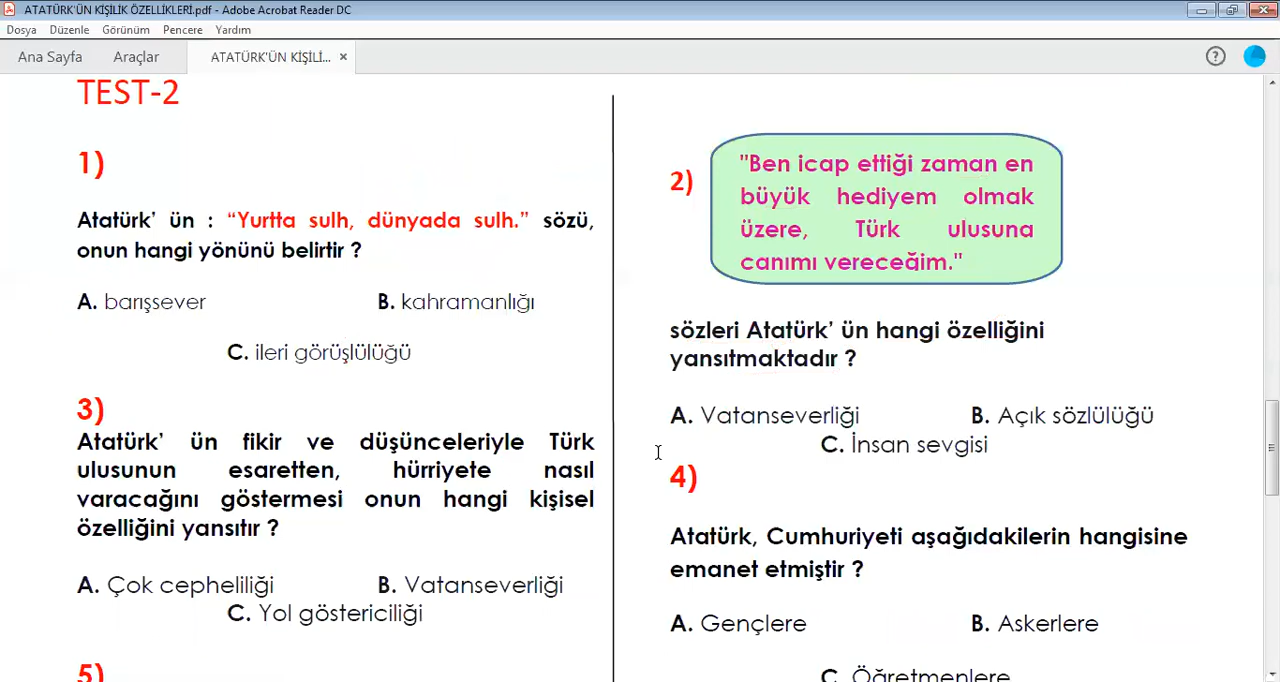 ATATÜRK'ÜN KİŞİLİK ÖZELLİKLERİ.pdf - Adobe Acrobat Reader DC
Dosya Düzenle Görünüm Pencere Yardım
Ana Sayfa Araçlar ATATÜRK'ÜN KİŞİLİ... ×
TEST-2
1)
Atatürk’ ün : “Yurtta sulh, dünyada sulh.” sözü,
onun hangi yönünü belirtir ?
A. barışsever B. kahramanlığı
C. ileri görüşlülüğü
2)
"Ben icap ettiği zaman en
büyük hediyem olmak
üzere, Türk ulusuna
canımı vereceğim."
sözleri Atatürk’ ün hangi özelliğini
yansıtmaktadır ?
A. Vatanseverliği B. Açık sözlülüğü
C. İnsan sevgisi
3)
Atatürk’ ün fikir ve düşünceleriyle Türk
ulusunun esaretten, hürriyete nasıl
varacağını göstermesi onun hangi kişisel
özelliğini yansıtır ?
A. Çok cepheliliği B. Vatanseverliği
C. Yol göstericiliği
4)
Atatürk, Cumhuriyeti aşağıdakilerin hangisine
emanet etmiştir ?
A. Gençlere B. Askerlere
C. Öğretmenlere
5)